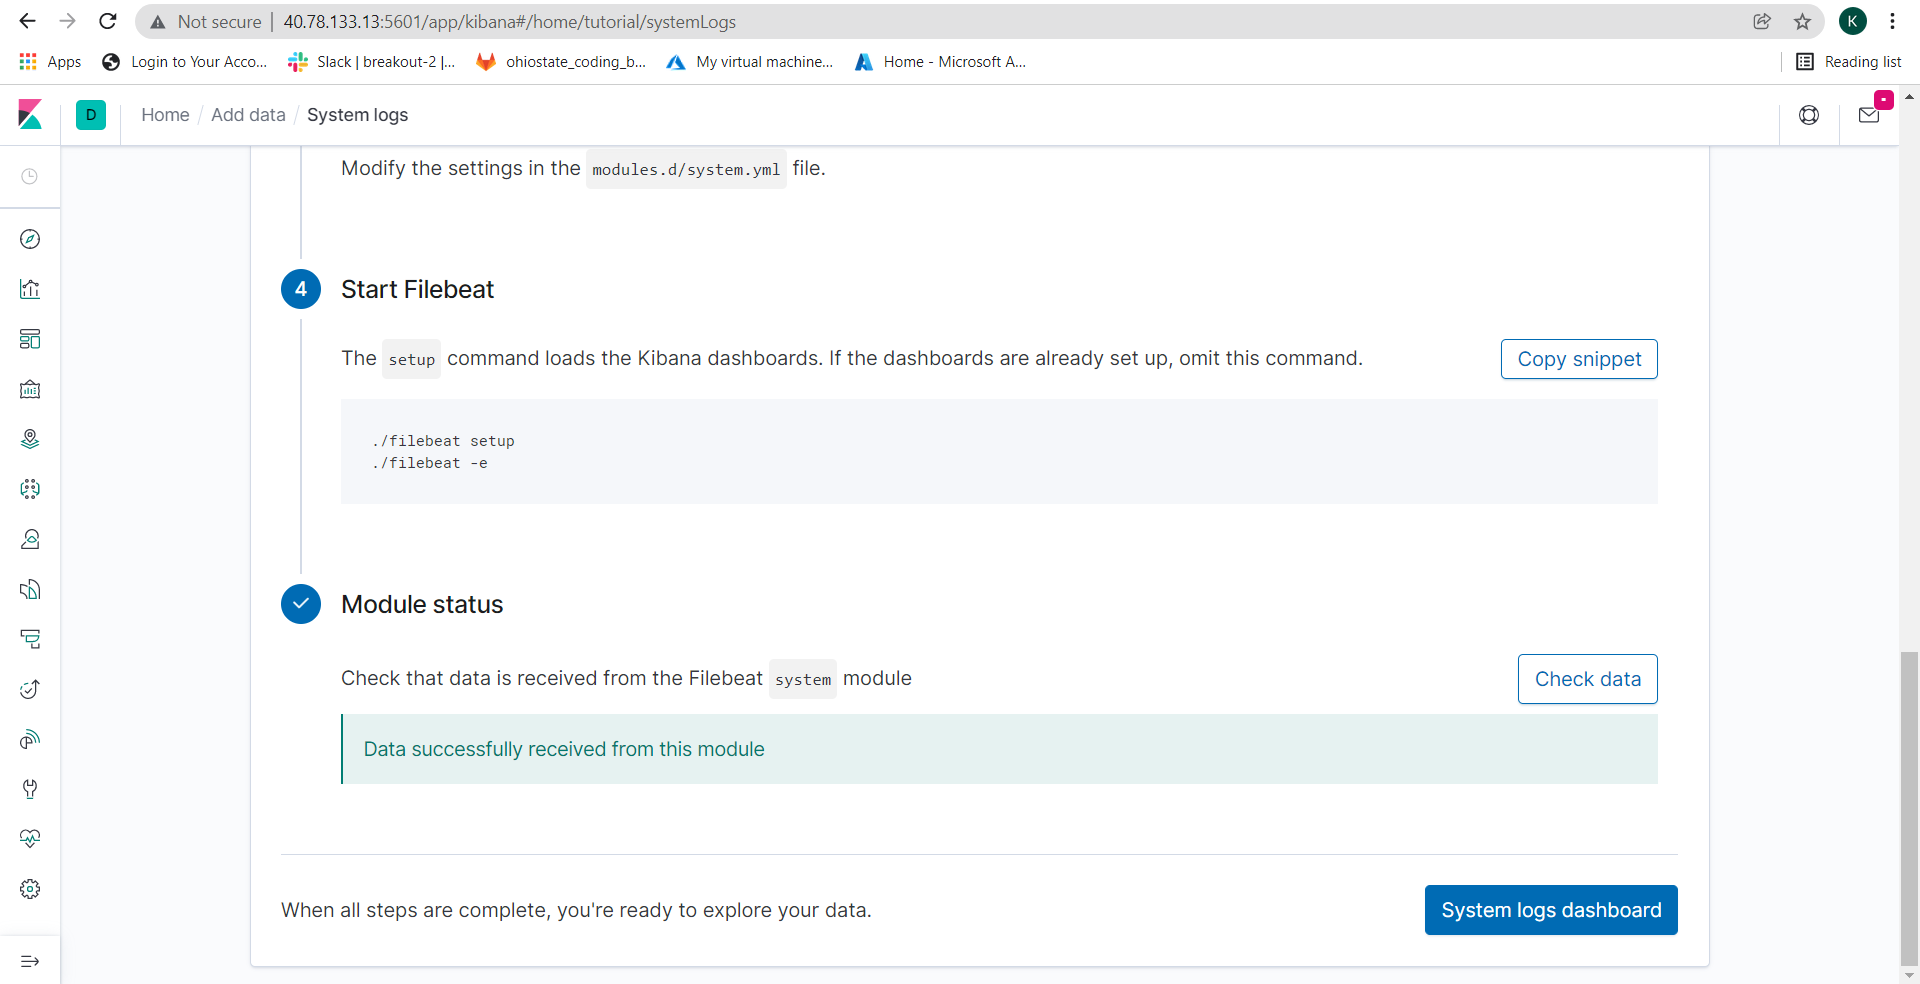 Not secure | 40.78.133.13:5601/app/kibana#/home/tutorial/systemLogs
K
Apps
Login to Your Acco...
Slack | breakout-2 |...
ohiostate_coding_b...
My virtual machine...
Home - Microsoft A...
Reading list
D
Home / Add data / System logs
Modify the settings in the modules.d/system.yml file.
4
Start Filebeat
The setup command loads the Kibana dashboards. If the dashboards are already set up, omit this command.
Copy snippet
./filebeat setup
./filebeat -e
Module status
Check that data is received from the Filebeat system module
Check data
Data successfully received from this module
When all steps are complete, you're ready to explore your data.
System logs dashboard